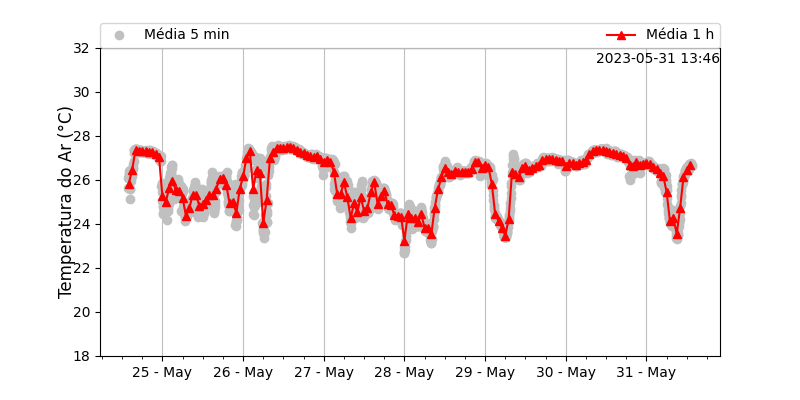 Média 5 min
Média 1 h
2023-05-31 13:46
Temperatura do Ar (°C)
32
30
28
26
24
22
20
18
25 - May
26 - May
27 - May
28 - May
29 - May
30 - May
31 - May